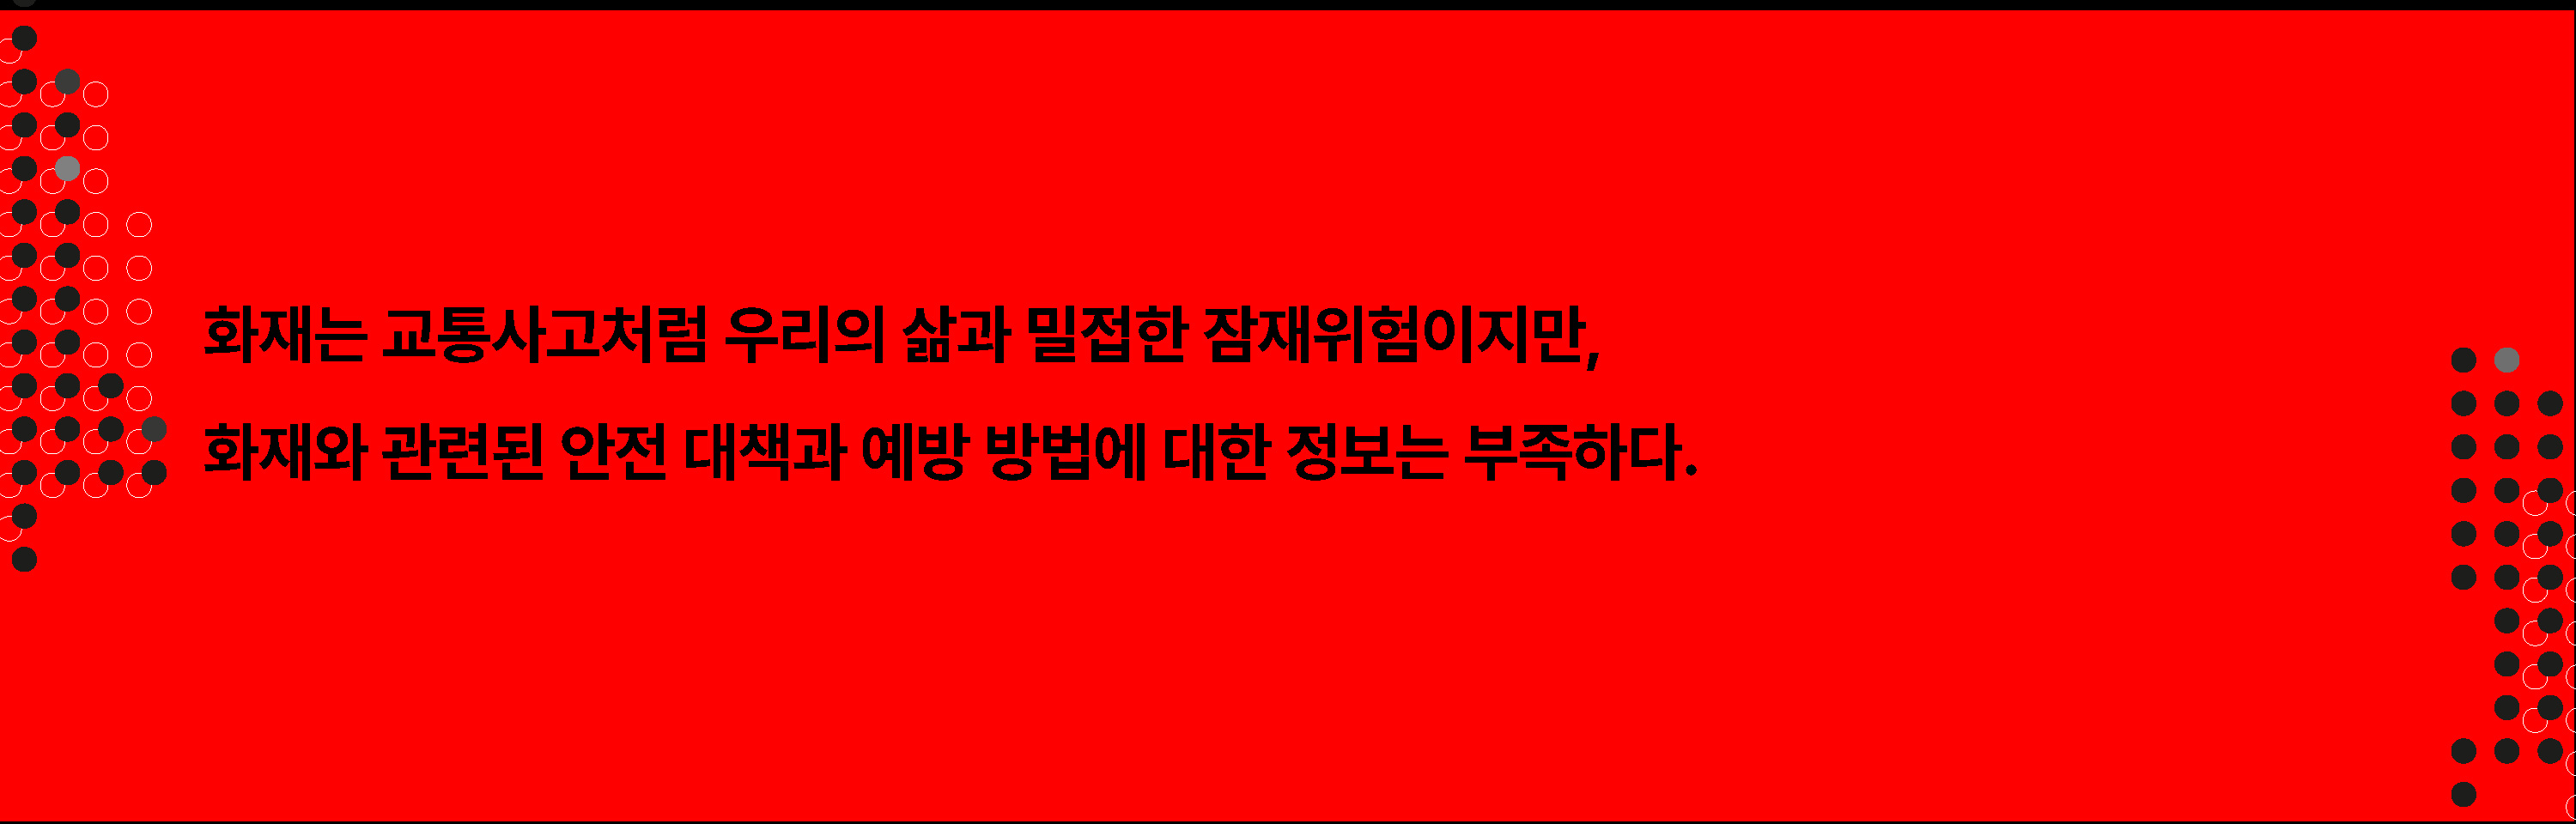 화재는 교통사고처럼 우리의 삶과 밀접한 잠재위험이지만,
화재와 관련된 안전 대책과 예방 방법에 대한 정보는 부족하다.